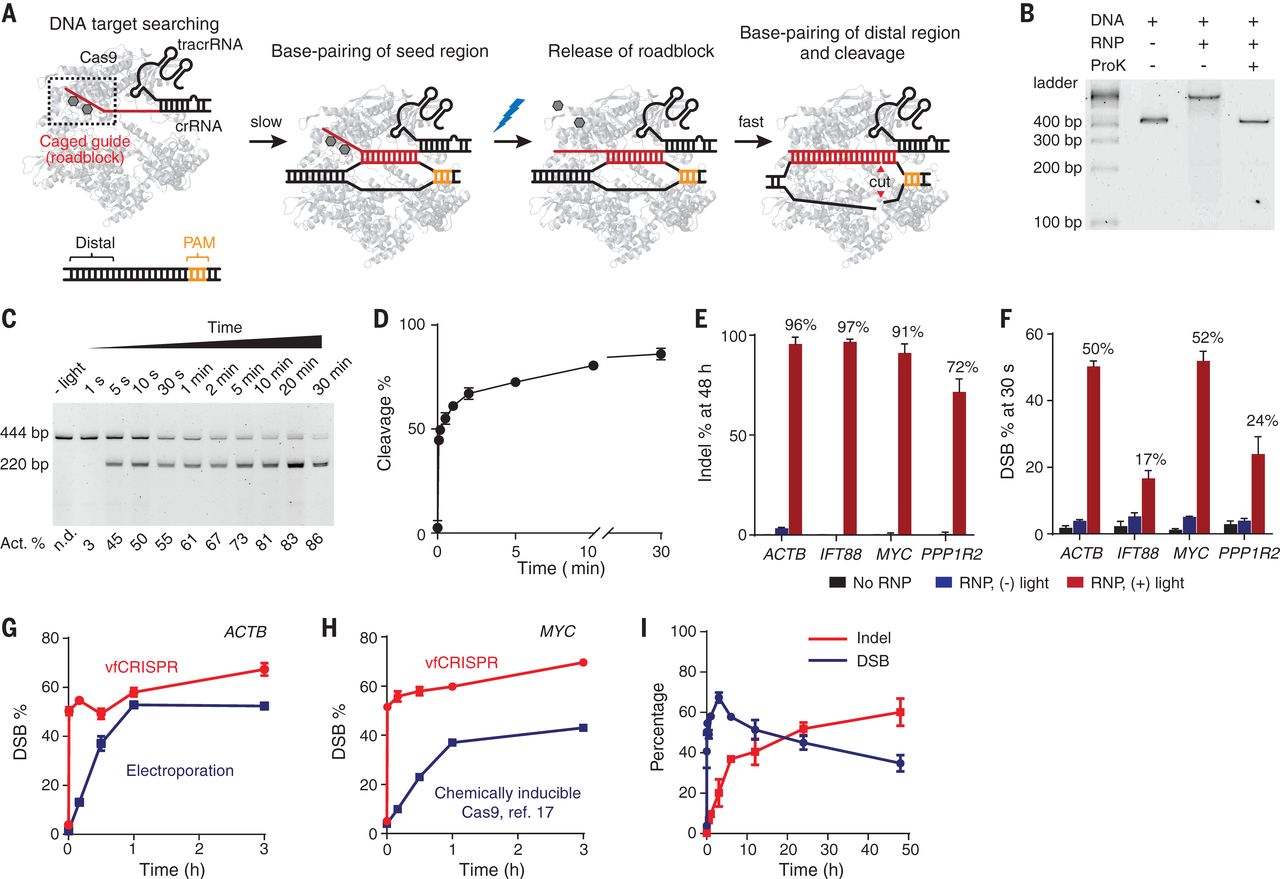 A
DNA target searching
Cas9
tracrRNA
crRNA
Caged guide
(roadblock)
Distal
PAM
slow
Base-pairing of seed region
Release of roadblock
fast
Base-pairing of distal region
and cleavage
cut
B
DNA + + +
RNP - + +
ProK - - +
ladder
400 bp
300 bp
200 bp
100 bp
C
Time
- light
1 s
5 s
10 s
30 s
1 min
2 min
5 min
10 min
20 min
30 min
444 bp
220 bp
Act. % n.d. 3 45 50 55 61 67 73 81 83 86
D
Cleavage %
100
50
0
0 5 10 30
Time ( min)
E
Indel % at 48 h
100
50
0
96%
97%
91%
72%
ACTB IFT88 MYC PPP1R2
F
DSB % at 30 s
60
40
20
0
50%
17%
52%
24%
ACTB IFT88 MYC PPP1R2
No RNP
RNP, (-) light
RNP, (+) light
G
ACTB
DSB %
80
60
40
20
0
vfCRISPR
Electroporation
0 1 2 3
Time (h)
H
MYC
DSB %
80
60
40
20
0
vfCRISPR
Chemically inducible
Cas9, ref. 17
0 1 2 3
Time (h)
I
Percentage
100
80
60
40
20
0
Indel
DSB
0 10 20 30 40 50
Time (h)